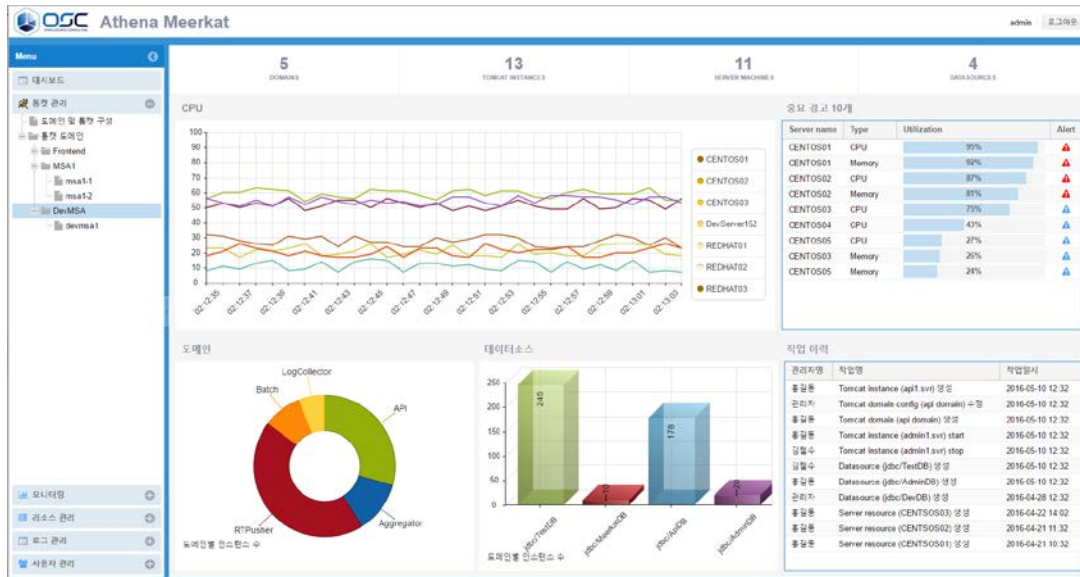 OSC Athena Meerkat
admin 로그아웃
Menu
대시보드
톰캣 관리
도메인 및 톰캣 구성
톰캣 도메인
Frontend
MSA1
msa1-1
msa1-2
DevMSA
devmsa1
모니터링
리소스 관리
로그 관리
사용자 관리
5
DOMAINS
13
TOMCAT INSTANCES
11
SERVER MACHINES
4
DATASOURCES
CPU
100
90
80
70
60
50
40
30
20
10
0
02:12:35
02:12:37
02:12:39
02:12:41
02:12:43
02:12:45
02:12:47
02:12:49
02:12:51
02:12:53
02:12:55
02:12:57
02:12:59
02:13:01
02:13:03
CENTOS01
CENTOS02
CENTOS03
DevServer152
REDHAT01
REDHAT02
REDHAT03
중요 경고 10개
Server name Type Utilization Alert
CENTOS01 CPU 95%
CENTOS01 Memory 92%
CENTOS02 CPU 87%
CENTOS02 Memory 81%
CENTOS03 CPU 75%
CENTOS04 CPU 43%
CENTOS05 CPU 27%
CENTOS03 Memory 26%
CENTOS05 Memory 24%
도메인
LogCollector
Batch
API
RTPusher
Aggregator
도메인별 인스턴스 수
데이터소스
250
200
150
100
50
0
245
10
178
20
jdbc/TestDB
jdbc/MeerkatDB
jdbc/ApiDB
jdbc/AdminDB
도메인별 인스턴스 수
작업 이력
관리자명 작업명 작업일시
홍길동 Tomcat instance (api1.svr) 생성 2016-05-10 12:32
관리자 Tomcat domain config (api domain) 수정 2016-05-10 12:32
홍길동 Tomcat domain (api domain) 생성 2016-05-10 12:32
홍길동 Tomcat instance (admin1.svr) start 2016-05-10 12:32
김철수 Tomcat instance (admin1.svr) stop 2016-05-10 12:32
김철수 Datasource (jdbc/TestDB) 생성 2016-05-10 12:32
홍길동 Datasource (jdbc/AdminDB) 생성 2016-05-10 12:32
관리자 Datasource (jdbc/DevDB) 생성 2016-04-28 12:32
홍길동 Server resource (CENTSOS03) 생성 2016-04-22 14:02
홍길동 Server resource (CENTSOS02) 생성 2016-04-21 11:32
홍길동 Server resource (CENTSOS01) 생성 2016-04-21 10:32